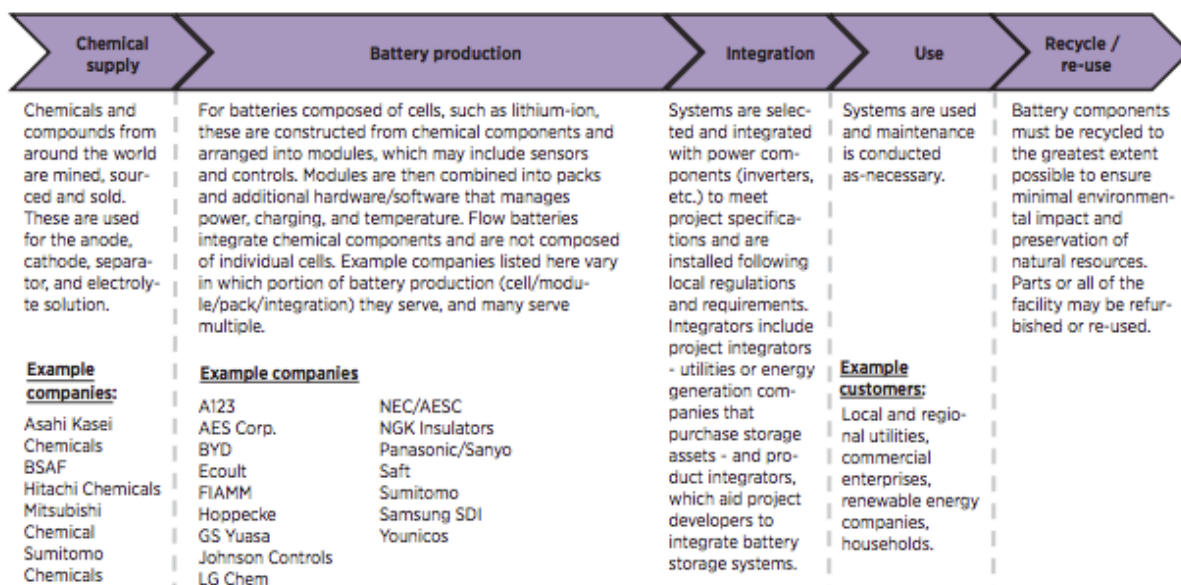 Chemical
supply
Battery production
Integration
Use
Recycle /
re-use
Chemicals and
compounds from
around the world
are mined, sour-
ced and sold.
These are used
for the anode,
cathode, separa-
tor, and electroly-
te solution.
Example
companies:
Asahi Kasei
Chemicals
BSAF
Hitachi Chemicals
Mitsubishi
Chemical
Sumitomo
Chemicals
For batteries composed of cells, such as lithium-ion,
these are constructed from chemical components and
arranged into modules, which may include sensors
and controls. Modules are then combined into packs
and additional hardware/software that manages
power, charging, and temperature. Flow batteries
integrate chemical components and are not composed
of individual cells. Example companies listed here vary
in which portion of battery production (cell/modu-
le/pack/integration) they serve, and many serve
multiple.
Example companies
A123
AES Corp.
BYD
Ecoult
FIAMM
Hoppecke
GS Yuasa
Johnson Controls
LG Chem
NEC/AESC
NGK Insulators
Panasonic/Sanyo
Saft
Sumitomo
Samsung SDI
Younicos
Systems are selec-
ted and integrated
with power com-
ponents (inverters,
etc.) to meet
project specifica-
tions and are
installed following
local regulations
and requirements.
Integrators include
project integrators
- utilities or energy
generation com-
panies that
purchase storage
assets - and pro-
duct integrators,
which aid project
developers to
integrate battery
storage systems.
Systems are used
and maintenance
is conducted
as-necessary.
Example
customers:
Local and regio-
nal utilities,
commercial
enterprises,
renewable energy
companies,
households.
Battery components
must be recycled to
the greatest extent
possible to ensure
minimal environmen-
tal impact and
preservation of
natural resources.
Parts or all of the
facility may be refur-
bished or re-used.